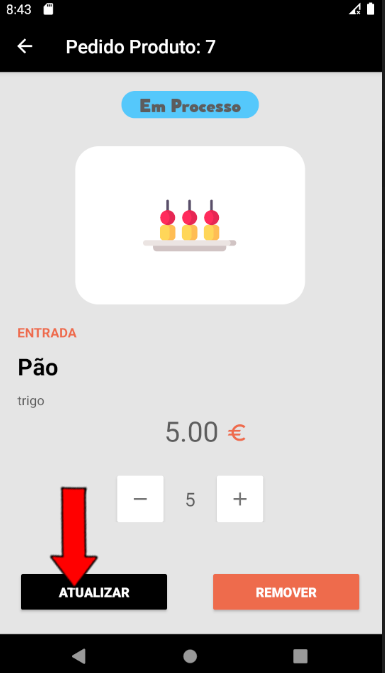 8:43
Pedido Produto: 7
Em Processo
ENTRADA
Pão
trigo
5.00 €
− 5 +
ATUALIZAR REMOVER